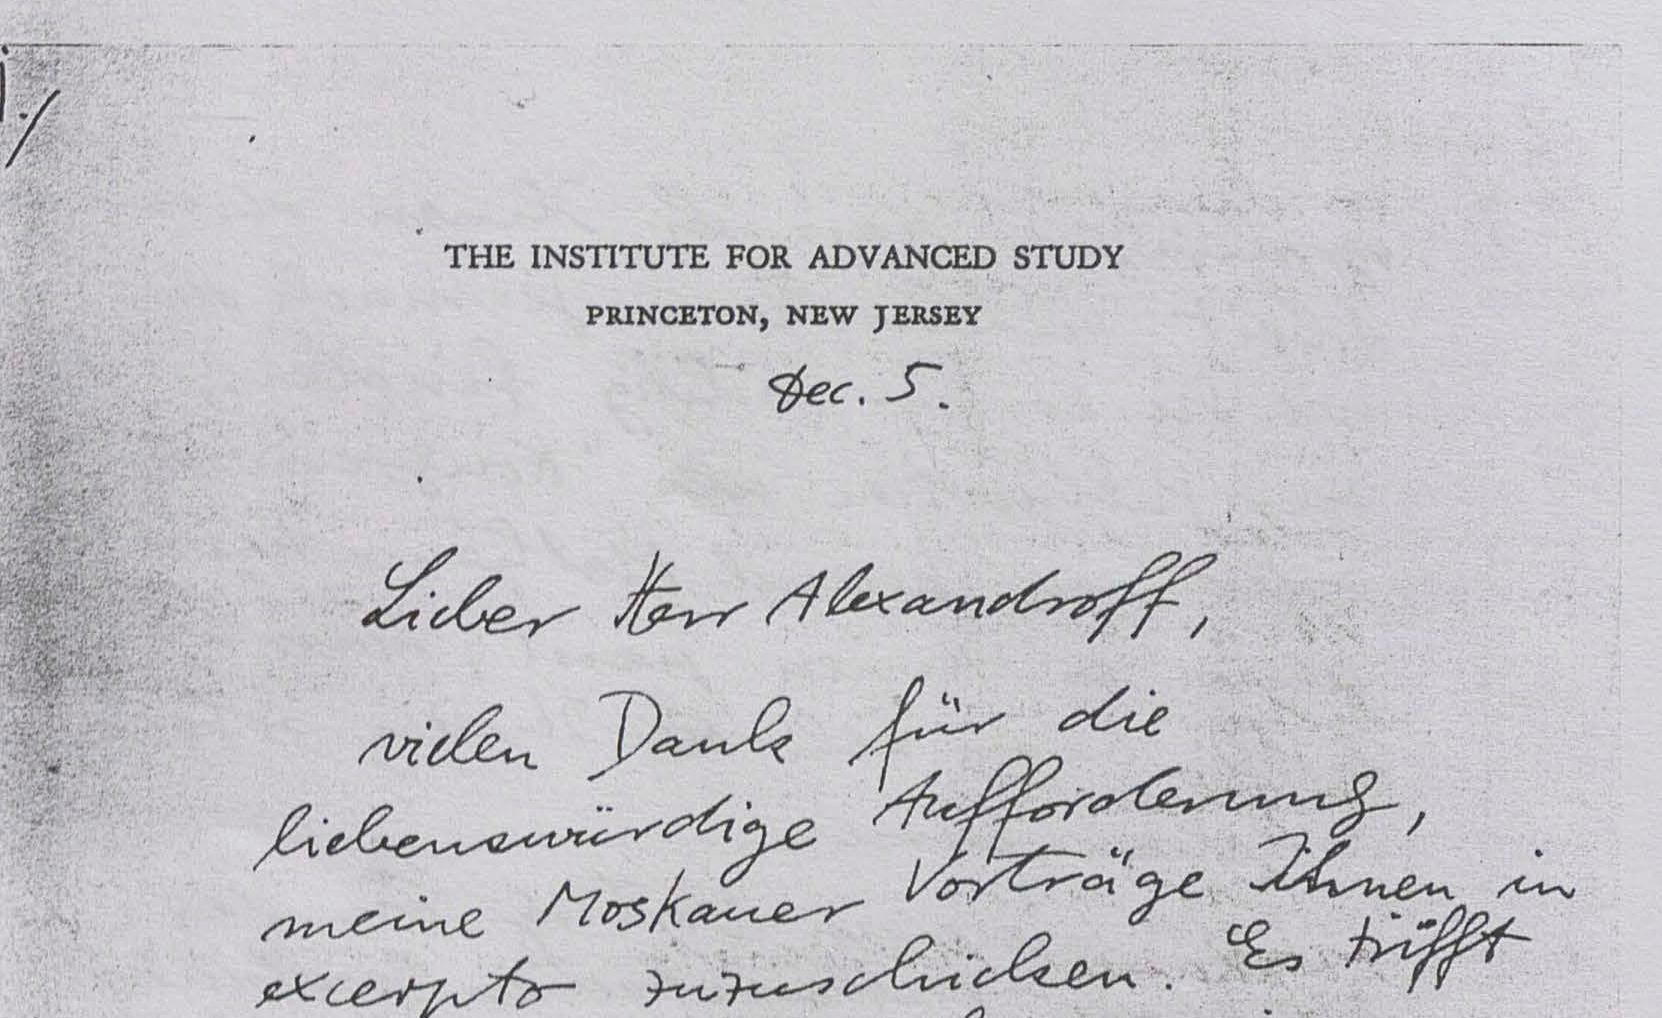 THE INSTITUTE FOR ADVANCED STUDY
PRINCETON, NEW JERSEY
Dec. 5.
Lieber Herr Alexandroff,
vielen Dank für die
liebenswürdige Aufforderung,
meine Moskauer Vorträge Ihnen in
excerpto zuzuschicken. Es trifft